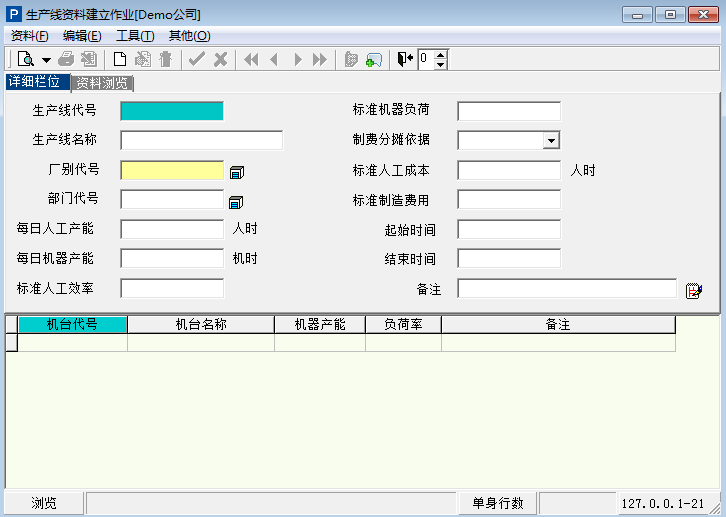 P 生产线资料建立作业[Demo公司]
资料(F) 编辑(E) 工具(T) 其他(O)
0
详细栏位 资料浏览
生产线代号 标准机器负荷
生产线名称 制费分摊依据
厂别代号 标准人工成本 人时
部门代号 标准制造费用
每日人工产能 人时 起始时间
每日机器产能 机时 结束时间
标准人工效率 备注
机台代号 机台名称 机器产能 负荷率 备注
浏览 单身行数 127.0.0.1-21